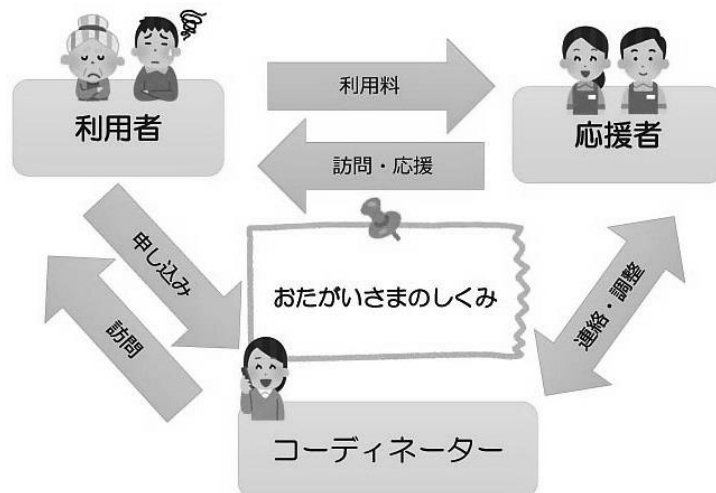 利用者
利用料
応援者
訪問・応援
申し込み
訪問
おたがいさまのしくみ
連絡・調整
コーディネーター